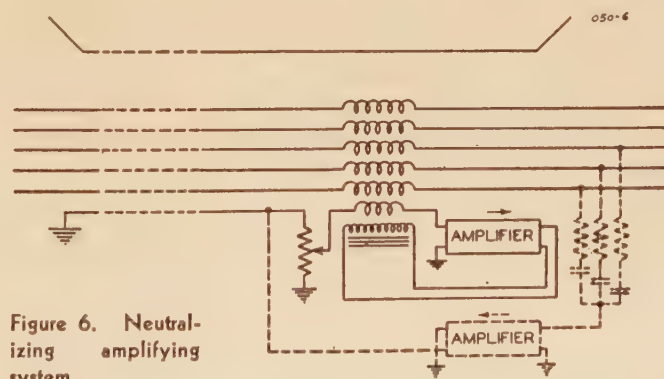 050-6
AMPLIFIER
AMPLIFIER
Figure 6. Neutral-
izing amplifying
system